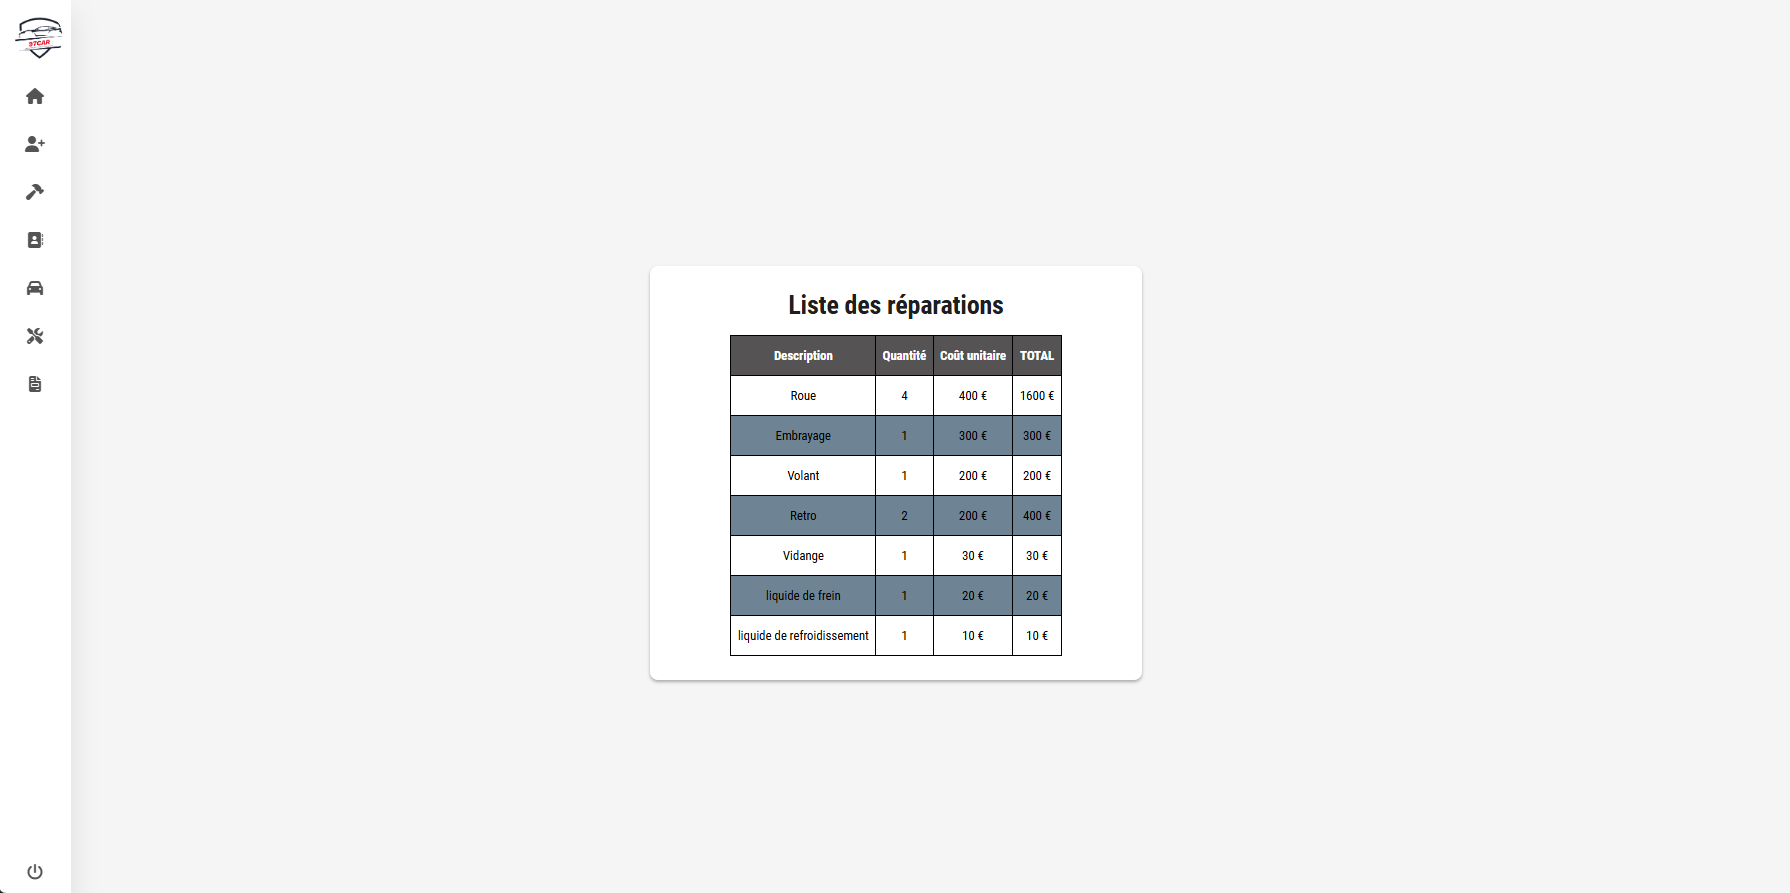 97CAR
Liste des réparations
Description Quantité Coût unitaire TOTAL
Roue 4 400 € 1600 €
Embrayage 1 300 € 300 €
Volant 1 200 € 200 €
Retro 2 200 € 400 €
Vidange 1 30 € 30 €
liquide de frein 1 20 € 20 €
liquide de refroidissement 1 10 € 10 €